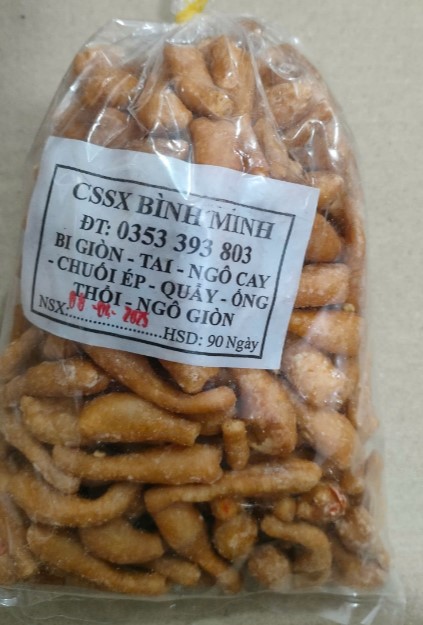 CSSX BÌNH MINH
ĐT: 0353 393 803
BI GIÒN - TAI - NGÔ CAY
- CHUỐI ÉP - QUẨY - ỐNG
THỔI - NGÔ GIÒN
NSX:....................HSD: 90 Ngày